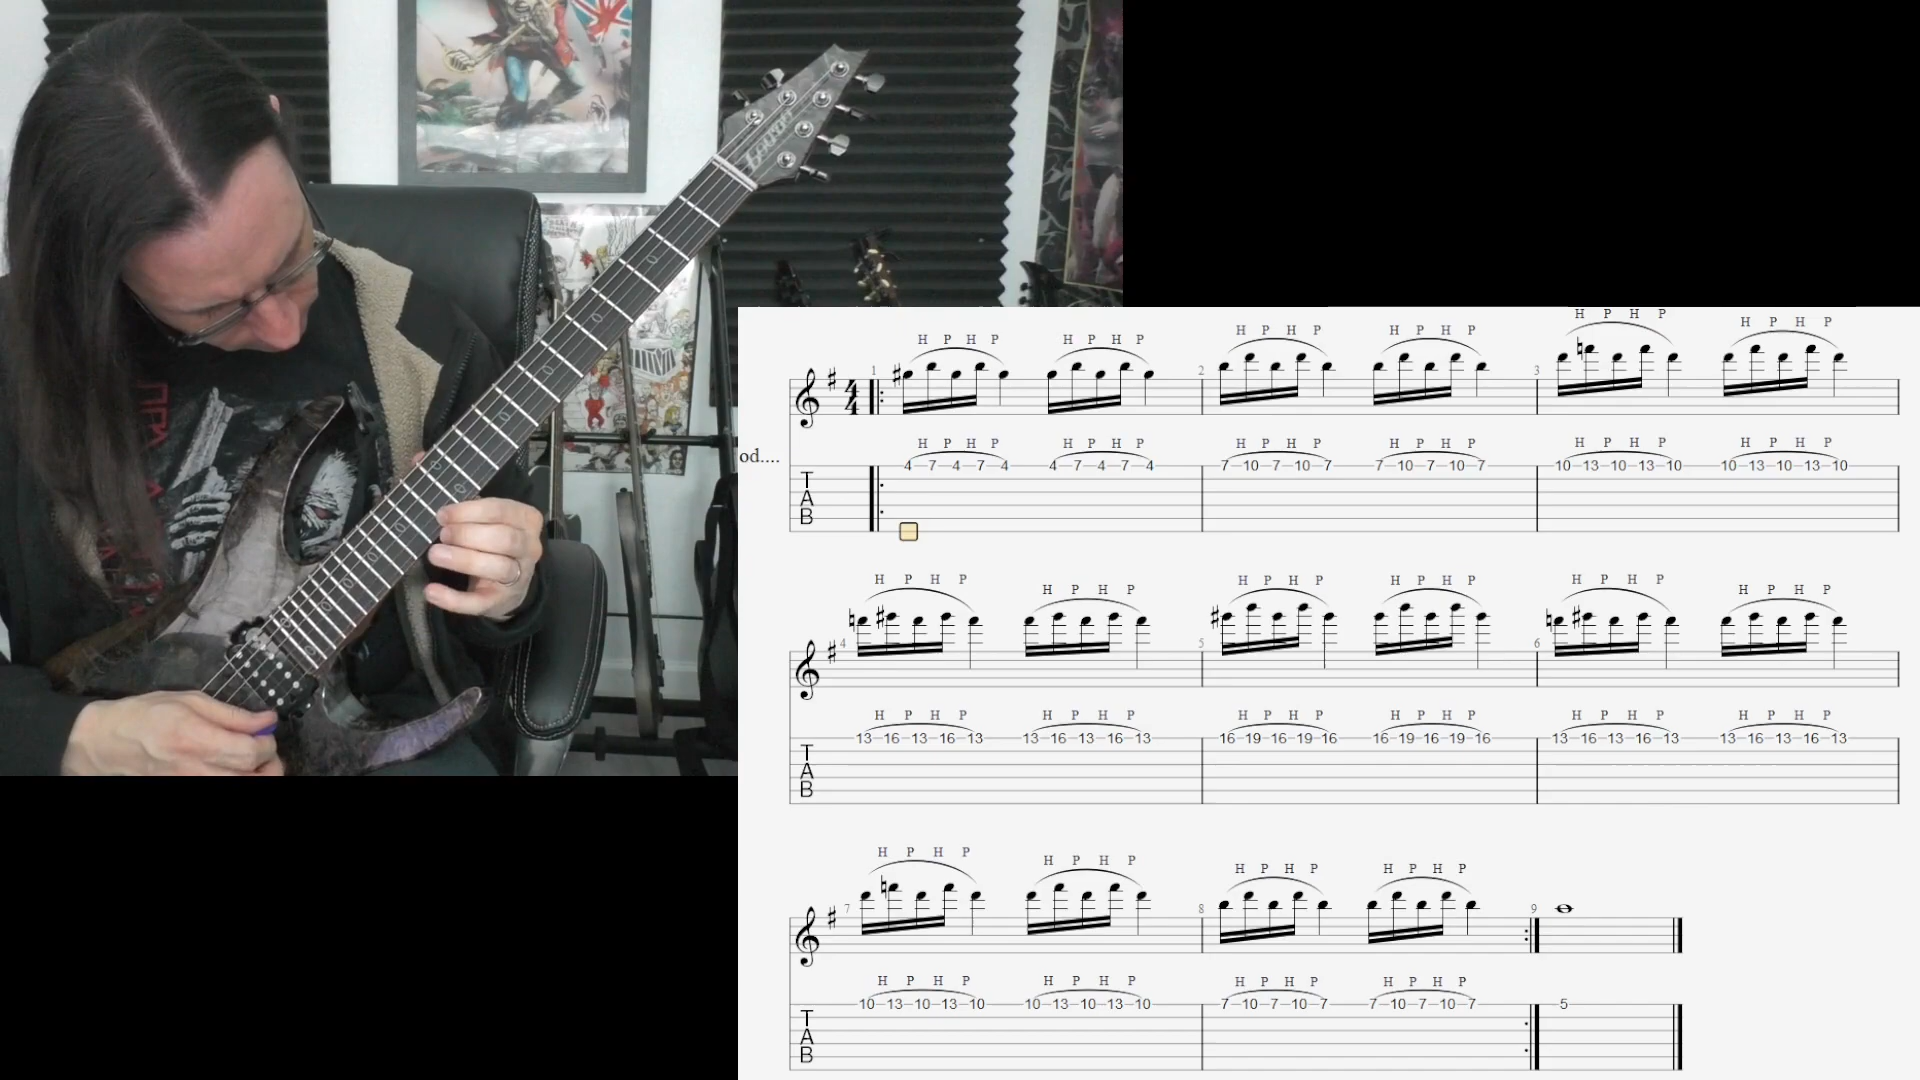 H P H P H P H P H P H P H P H P H P H P H P H P
1 2 3
4
4
od....
H P H P H P H P H P H P H P H P H P H P H P H P
4 7 4 7 4 4 7 4 7 4 7 10 7 10 7 7 10 7 10 7 10 13 10 13 10 10 13 10 13 10
T
A
B
H P H P H P H P H P H P H P H P H P H P H P H P
4 5 6
H P H P H P H P H P H P H P H P H P H P H P H P
13 16 13 16 13 13 16 13 16 13 16 19 16 19 16 16 19 16 19 16 13 16 13 16 13 13 16 13 16 13
T
A
B
H P H P H P H P H P H P H P H P
7 8 9
H P H P H P H P H P H P H P H P
10 13 10 13 10 10 13 10 13 10 7 10 7 10 7 7 10 7 10 7 5
T
A
B